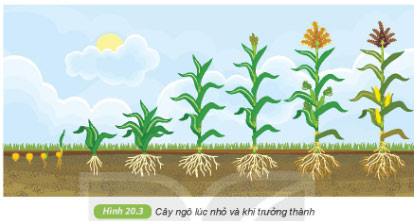 Hình 20.3 Cây ngô lúc nhỏ và khi trưởng thành